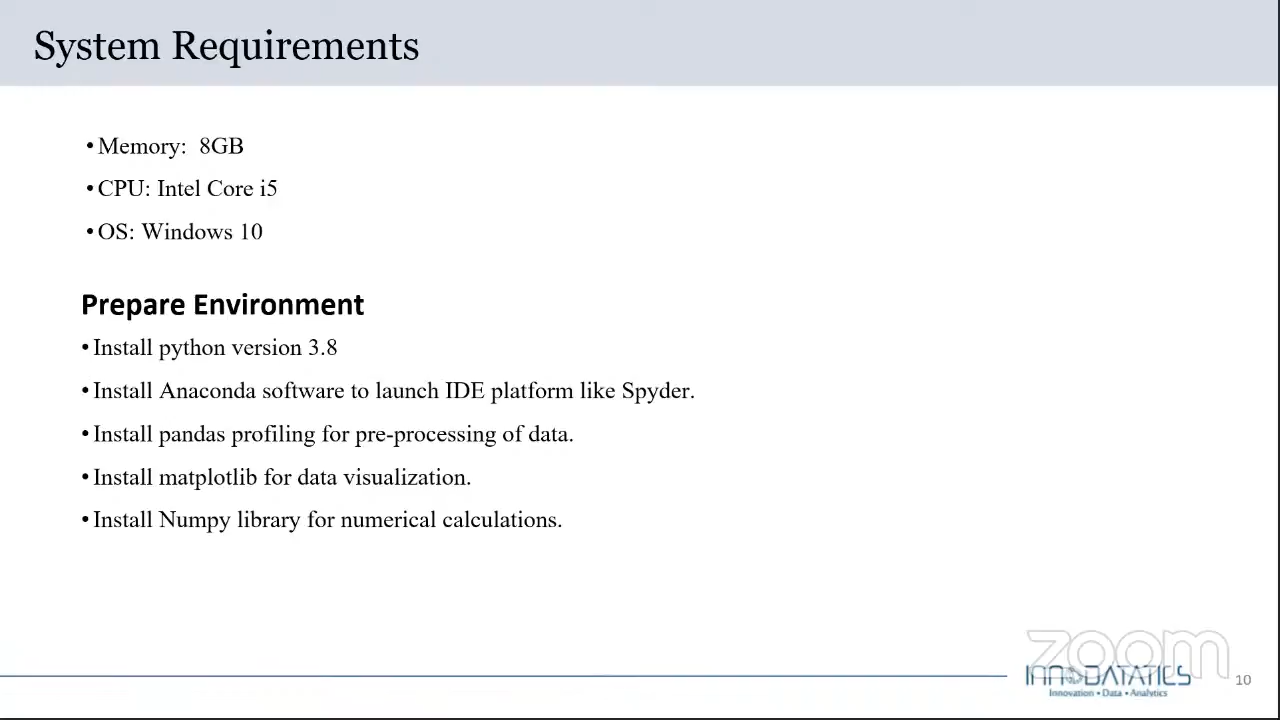 System Requirements
• Memory: 8GB
• CPU: Intel Core i5
• OS: Windows 10
Prepare Environment
• Install python version 3.8
• Install Anaconda software to launch IDE platform like Spyder.
• Install pandas profiling for pre-processing of data.
• Install matplotlib for data visualization.
• Install Numpy library for numerical calculations.
zoom
INNODATATICS
Innovation • Data • Analytics
10